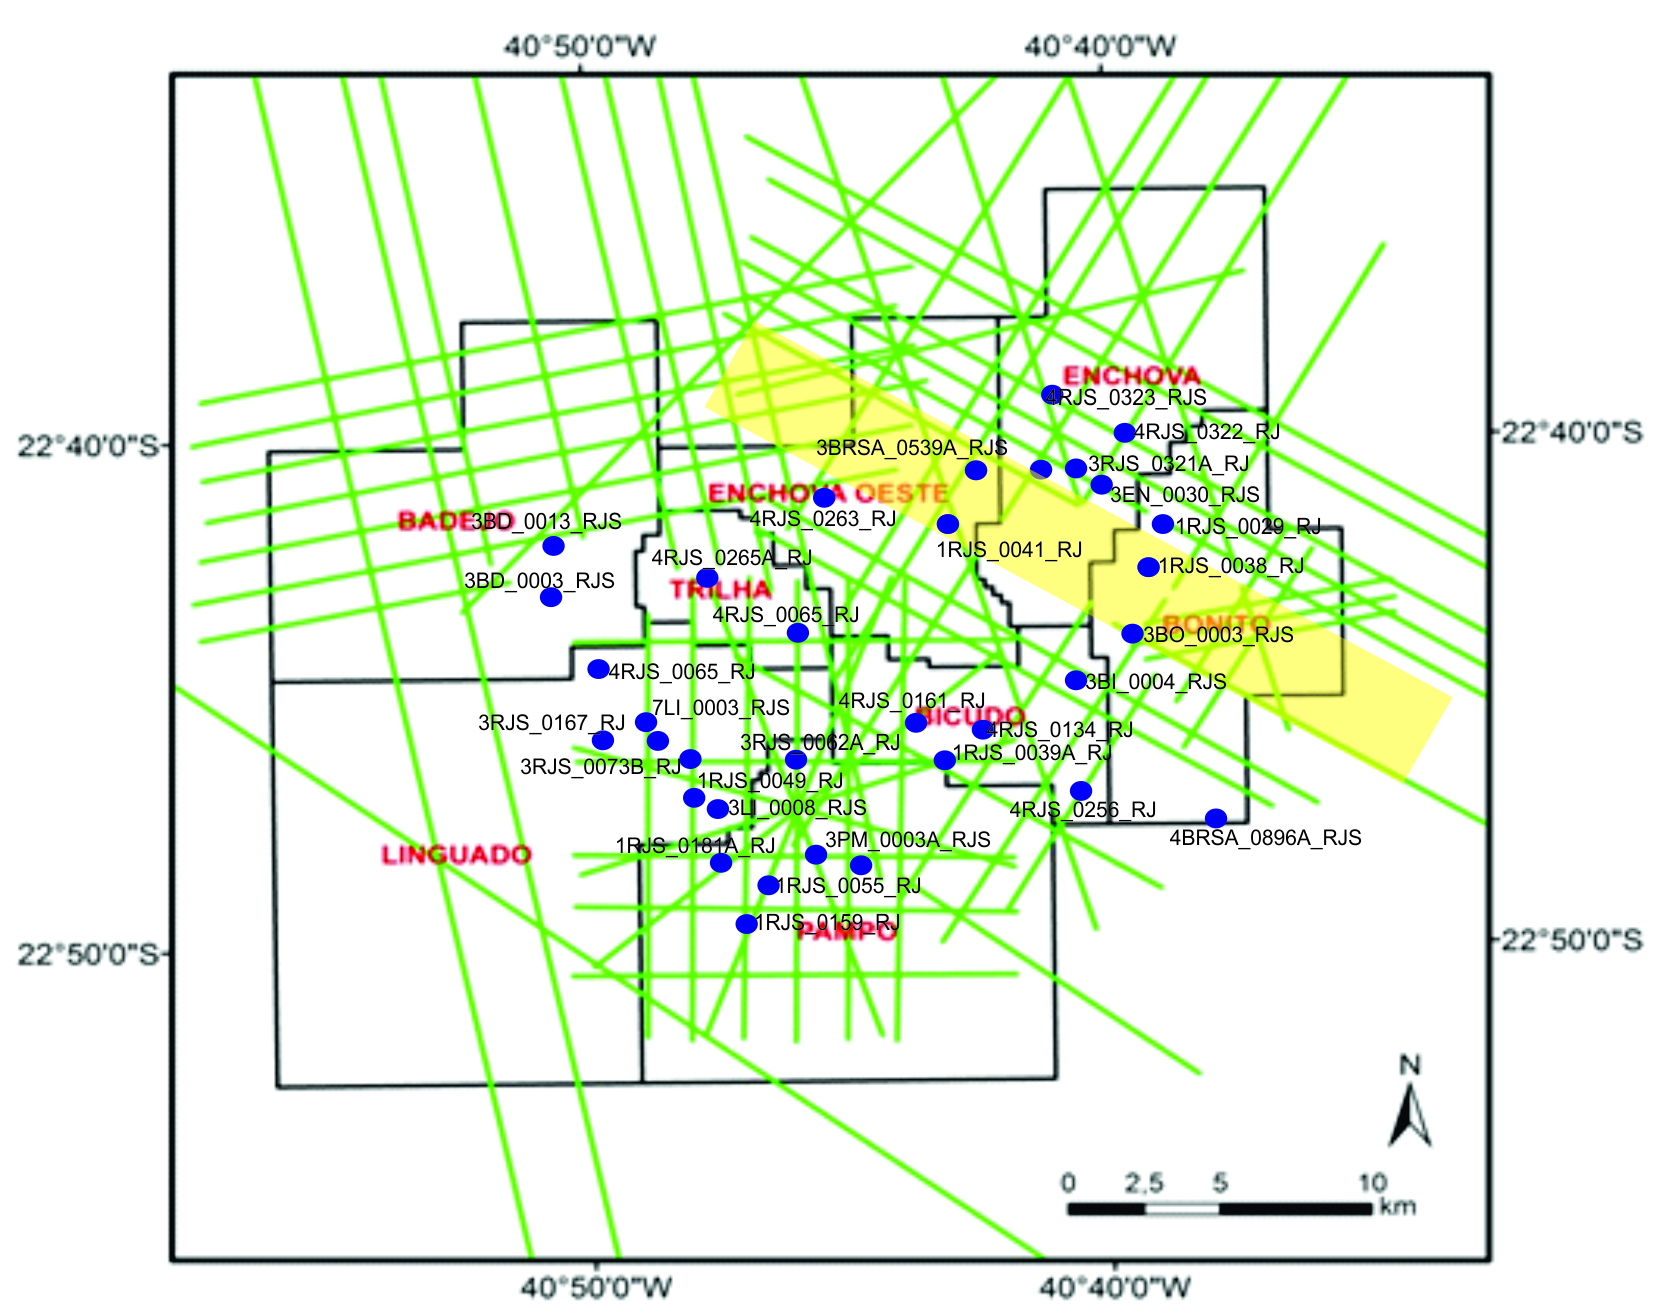 40°50'0"W
40°40'0"W
ENCHOVA
4RJS_0323_RJS
22°40'0"S
4RJS_0322_RJ
22°40'0"S
3BRSA_0539A_RJS
3RJS_0321A_RJ
ENCHOVA OESTE
3EN_0030_RJS
BADEJO
3BD_0013_RJS
4RJS_0263_RJ
1RJS_0029_RJ
1RJS_0041_RJ
4RJS_0265A_RJ
1RJS_0038_RJ
3BD_0003_RJS
TRILHA
4RJS_0065_RJ
BONITO
3BO_0003_RJS
4RJS_0065_RJ
3BI_0004_RJS
4RJS_0161_RJ
7LI_0003_RJS
BICUDO
3RJS_0167_RJ
4RJS_0134_RJ
3RJS_0062A_RJ
1RJS_0039A_RJ
3RJS_0073B_RJ
1RJS_0049_RJ
3LI_0008_RJS
4RJS_0256_RJ
4BRSA_0896A_RJS
3PM_0003A_RJS
1RJS_0181A_RJ
LINGUADO
1RJS_0055_RJ
1RJS_0159_RJ
PAMPO
22°50'0"S
22°50'0"S
N
0 2,5 5 10
km
40°50'0"W
40°40'0"W